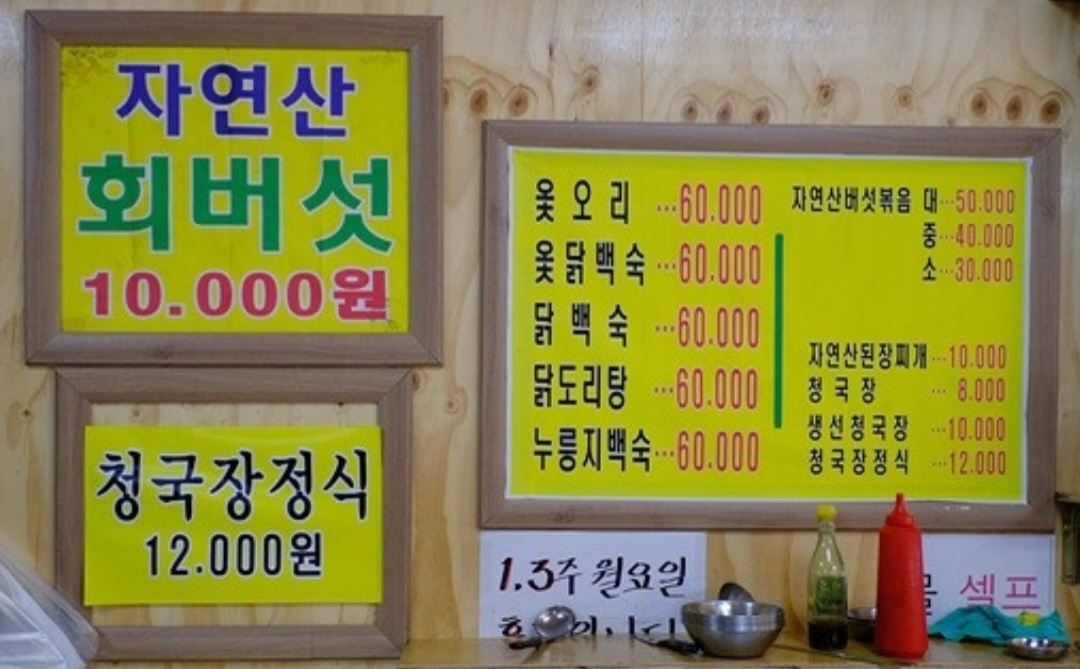 자연산
회버섯
10.000원
청국장정식
12.000원
옻오리 ···60.000
옻닭백숙 ···60.000
닭백숙 ···60.000
닭도리탕 ···60.000
누릉지백숙···60.000
자연산버섯볶음 대···50.000
중···40.000
소···30.000
자연산된장찌개···10.000
청국장 ··· 8.000
생선청국장 ···10.000
청국장정식 ···12.000
1.3주 월요일
셀프